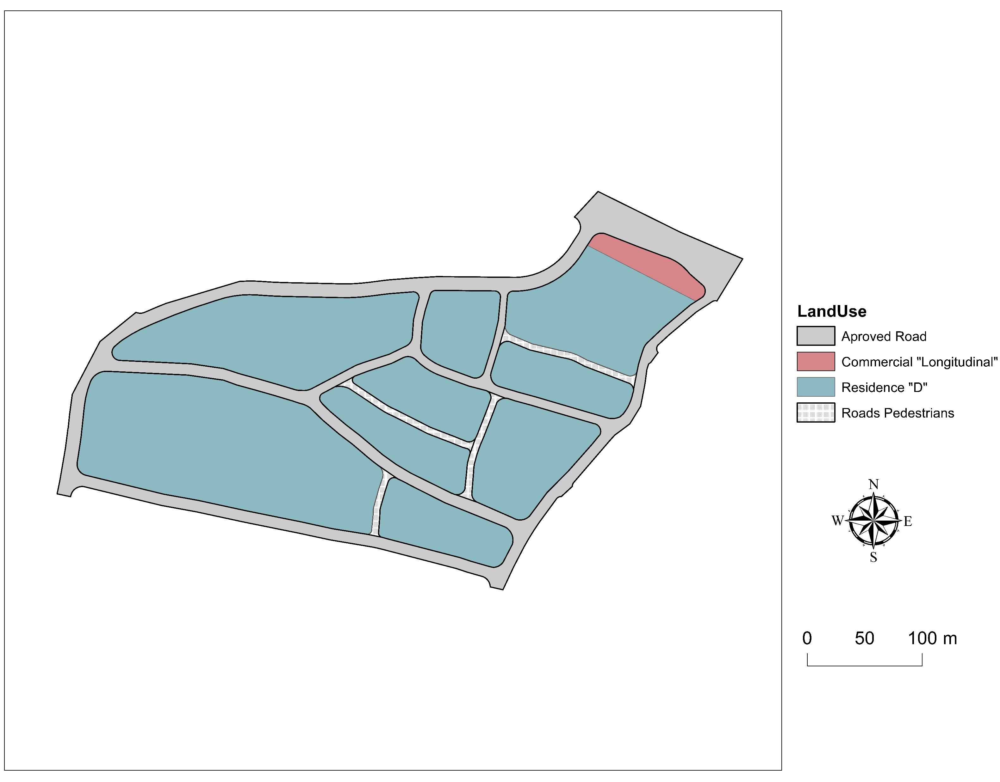 LandUse
Aproved Road
Commercial "Longitudinal"
Residence "D"
Roads Pedestrians
N
W E
S
0 50 100 m